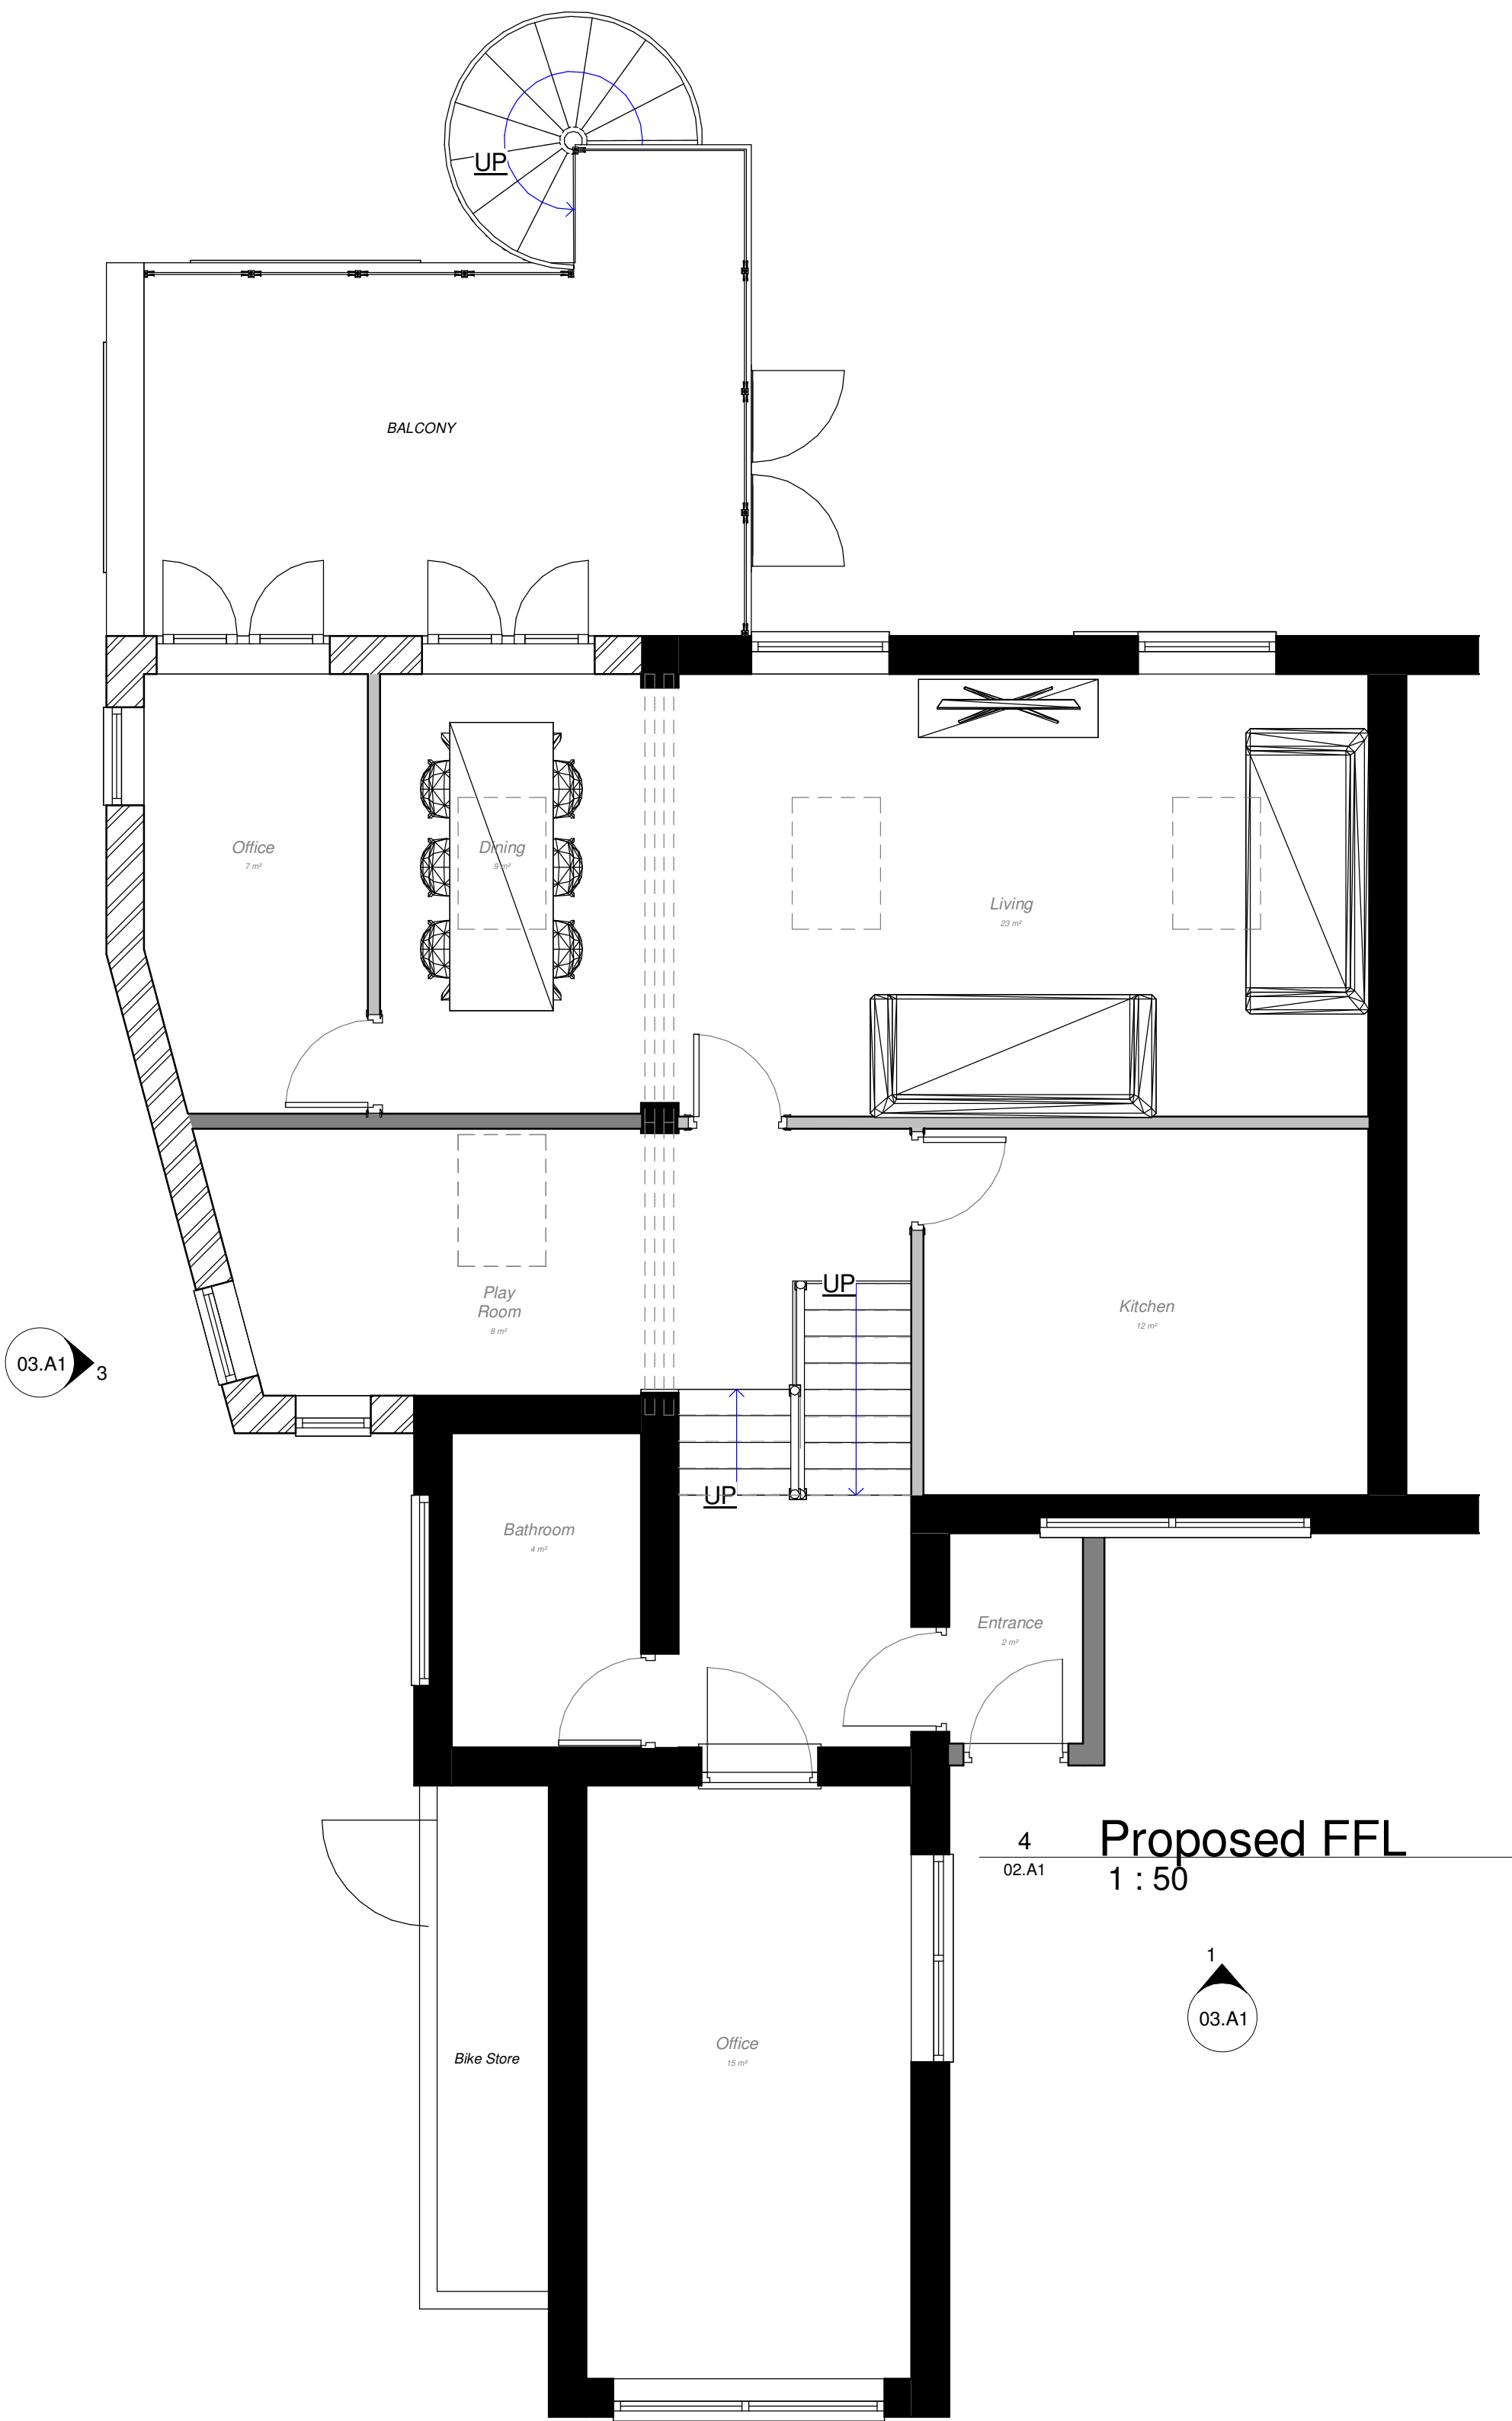 UP
BALCONY
Office
7 m²
Dining
9 m²
Living
23 m²
UP
Play
Room
8 m²
Kitchen
12 m²
03.A1
3
UP
Bathroom
4 m²
Entrance
2 m²
4
Proposed FFL
02.A1
1 : 50
1
03.A1
Office
15 m²
Bike Store